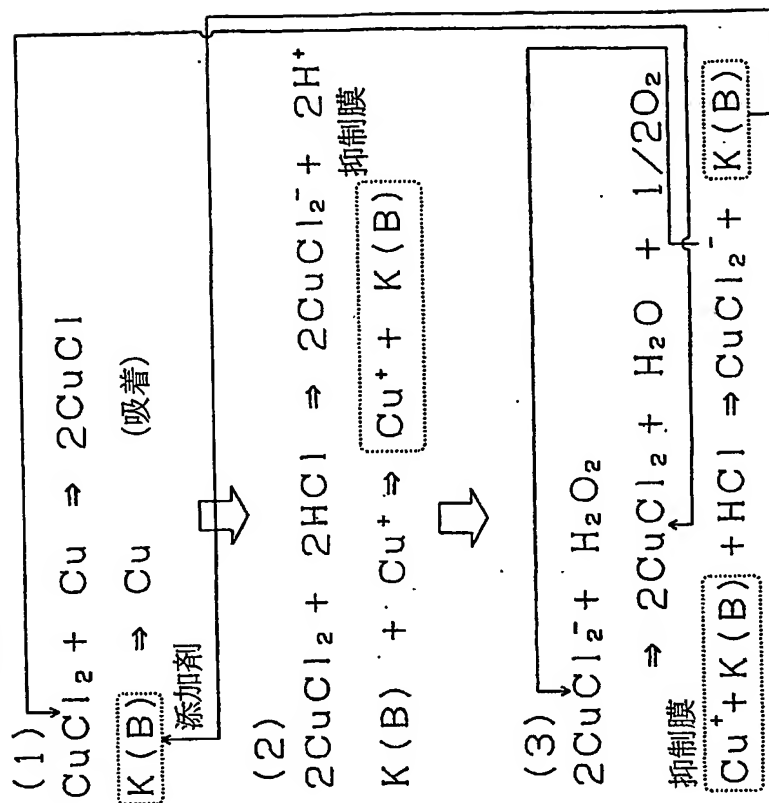 (1)
CuCl₂ + Cu ⇒ 2CuCl
K(B) ⇒ Cu (吸着)
添加剤
(2)
2CuCl₂ + 2HCl ⇒ 2CuCl₂⁻ + 2H⁺
抑制膜
K(B) + Cu⁺ ⇒ Cu⁺ + K(B)
(3)
2CuCl₂⁻ + H₂O₂
⇒ 2CuCl₂ + H₂O + 1/2O₂
抑制膜
Cu⁺ + K(B) + HCl ⇒ CuCl₂⁻ + K(B)